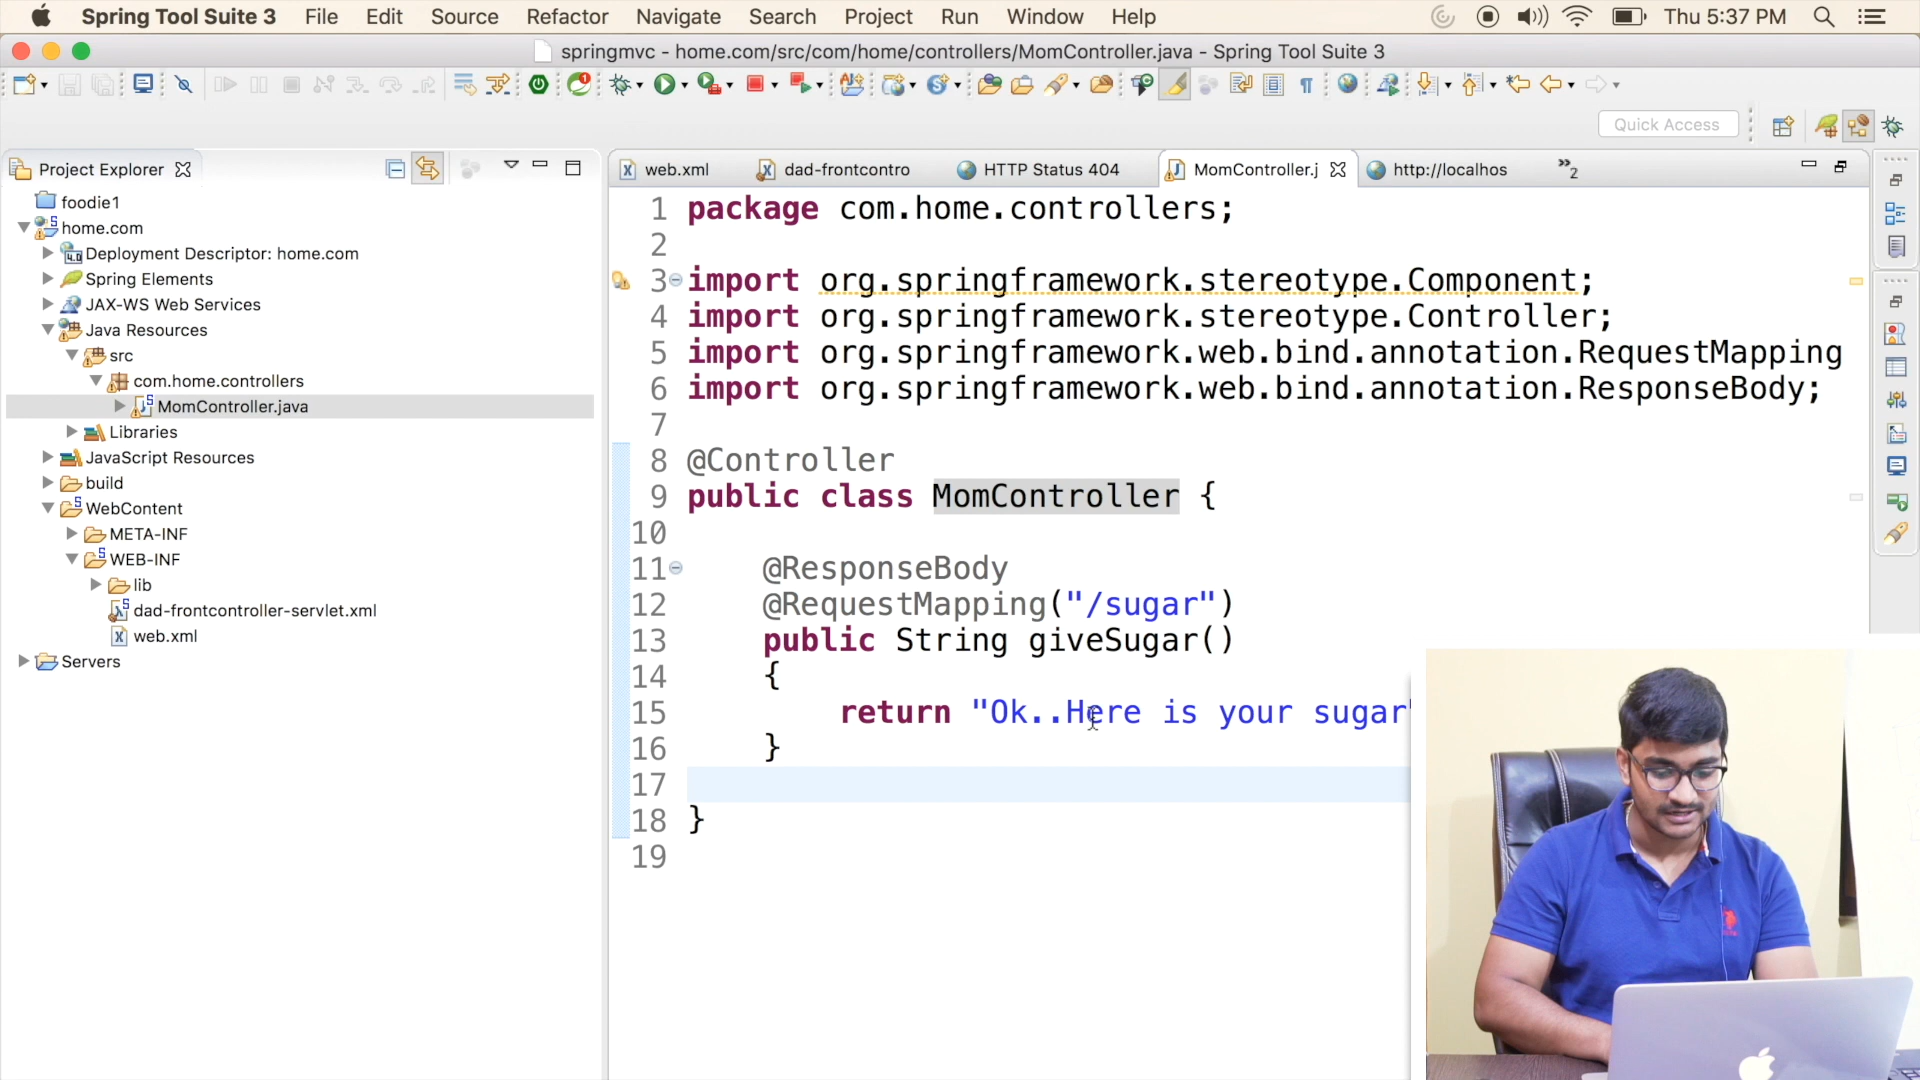 Spring Tool Suite 3 File Edit Source Refactor Navigate Search Project Run Window Help Thu 5:37 PM
springmvc - home.com/src/com/home/controllers/MomController.java - Spring Tool Suite 3
Quick Access
Project Explorer
web.xml dad-frontcontro HTTP Status 404 MomController.j http://localhos »2
foodie1
home.com
Deployment Descriptor: home.com
Spring Elements
JAX-WS Web Services
Java Resources
src
com.home.controllers
MomController.java
Libraries
JavaScript Resources
build
WebContent
META-INF
WEB-INF
lib
dad-frontcontroller-servlet.xml
web.xml
Servers
1 package com.home.controllers;
2
3 import org.springframework.stereotype.Component;
4 import org.springframework.stereotype.Controller;
5 import org.springframework.web.bind.annotation.RequestMapping
6 import org.springframework.web.bind.annotation.ResponseBody;
7
8 @Controller
9 public class MomController {
10
11 @ResponseBody
12 @RequestMapping("/sugar")
13 public String giveSugar()
14 {
15 return "Ok..Here is your sugar"
16 }
17
18 }
19